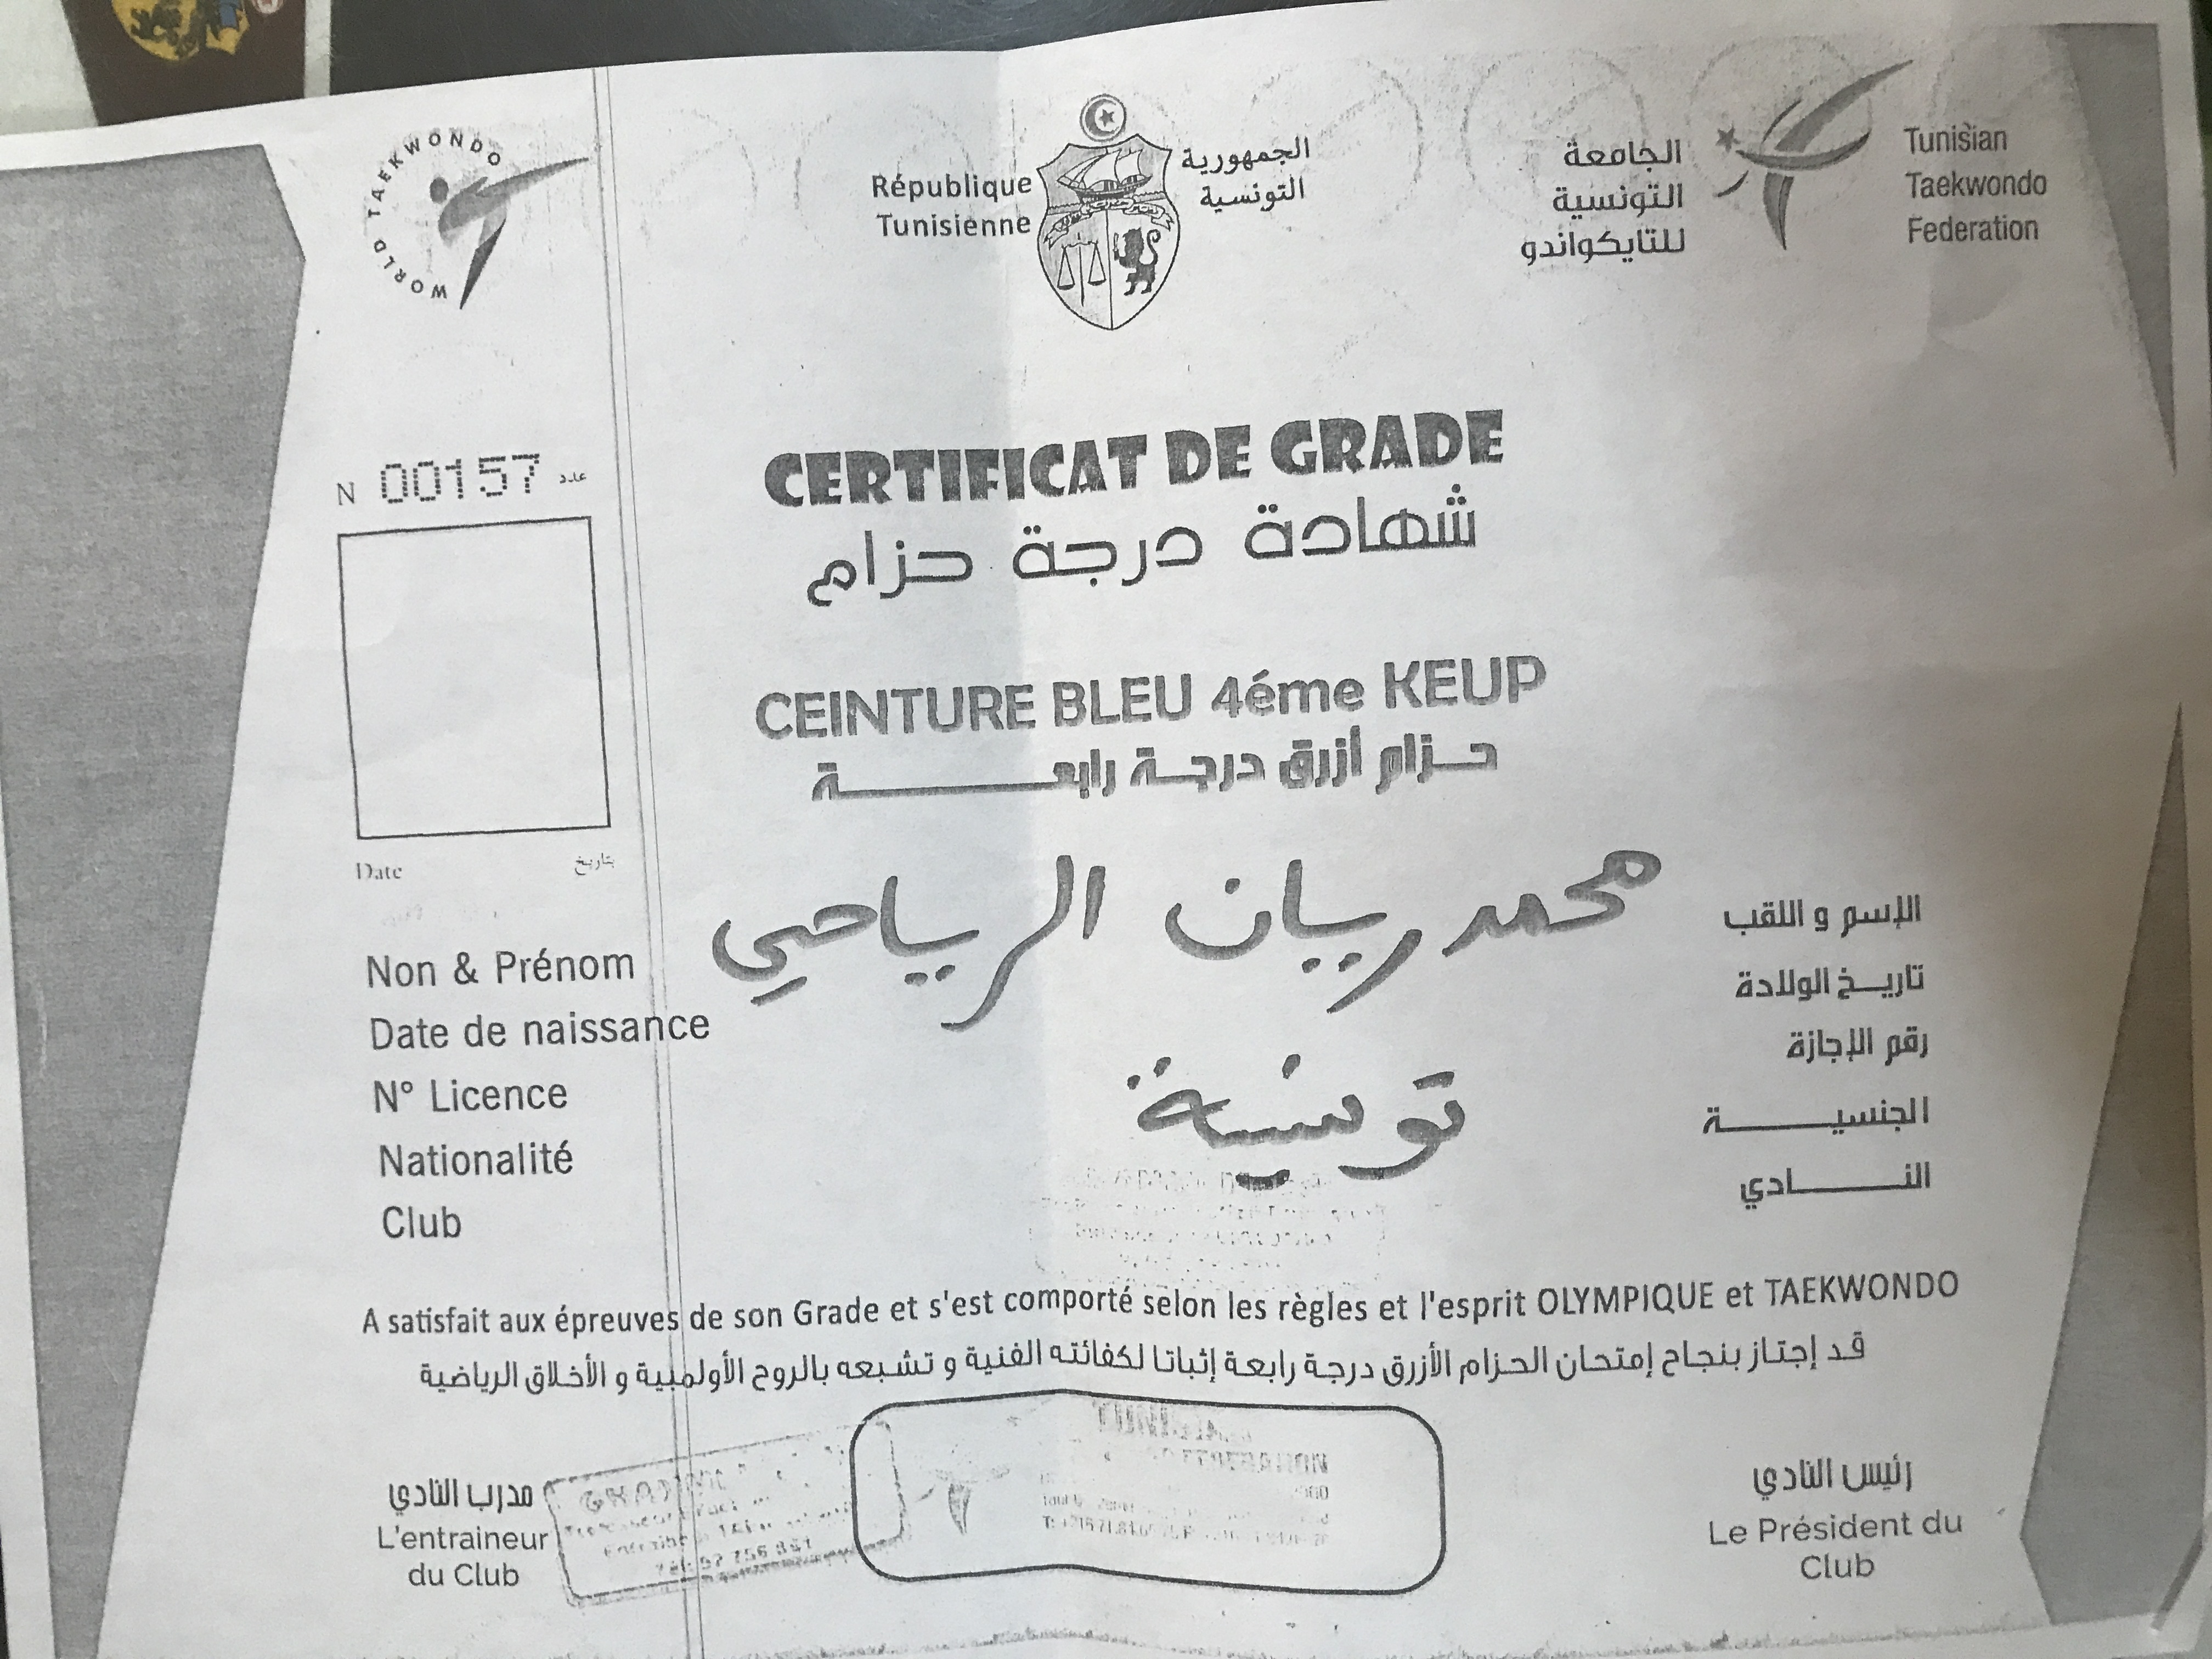 WORLD TAEKWONDO
République
Tunisienne
الجمهورية
التونسية
الجامعة
التونسية
للتايكواندو
Tunisian
Taekwondo
Federation
N 00157 عدد
CERTIFICAT DE GRADE
شهادة درجة حزام
CEINTURE BLEU 4éme KEUP
حزام أزرق درجة رابعة
Date بتاريخ
Non & Prénom محمد ريان الرياحي الإسم و اللقب
Date de naissance تاريخ الولادة
N° Licence رقم الإجازة
Nationalité تونسية الجنسية
Club النادي
A satisfait aux épreuves de son Grade et s'est comporté selon les règles et l'esprit OLYMPIQUE et TAEKWONDO
قد إجتاز بنجاح إمتحان الحزام الأزرق درجة رابعة إثباتا لكفائته الفنية و تشبعه بالروح الأولمبية و الأخلاق الرياضية
مدرب النادي
L'entraineur
du Club
رئيس النادي
Le Président du
Club